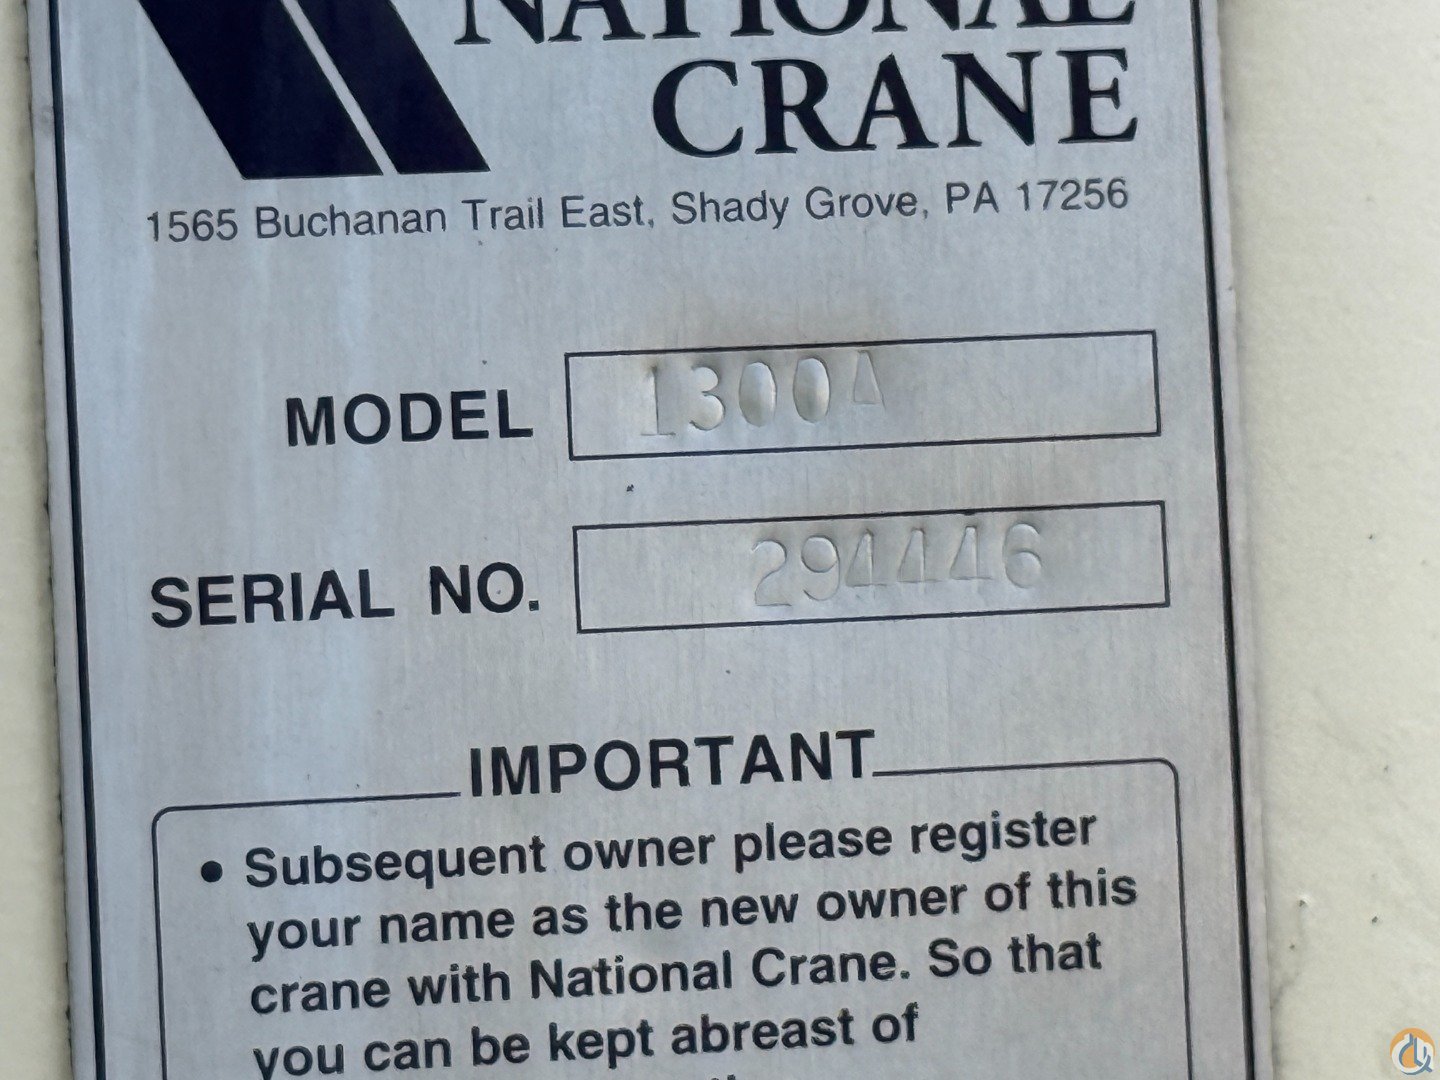 NATIONAL
CRANE
1565 Buchanan Trail East, Shady Grove, PA 17256
MODEL 1300A
SERIAL NO. 294446
IMPORTANT
• Subsequent owner please register
your name as the new owner of this
crane with National Crane. So that
you can be kept abreast of